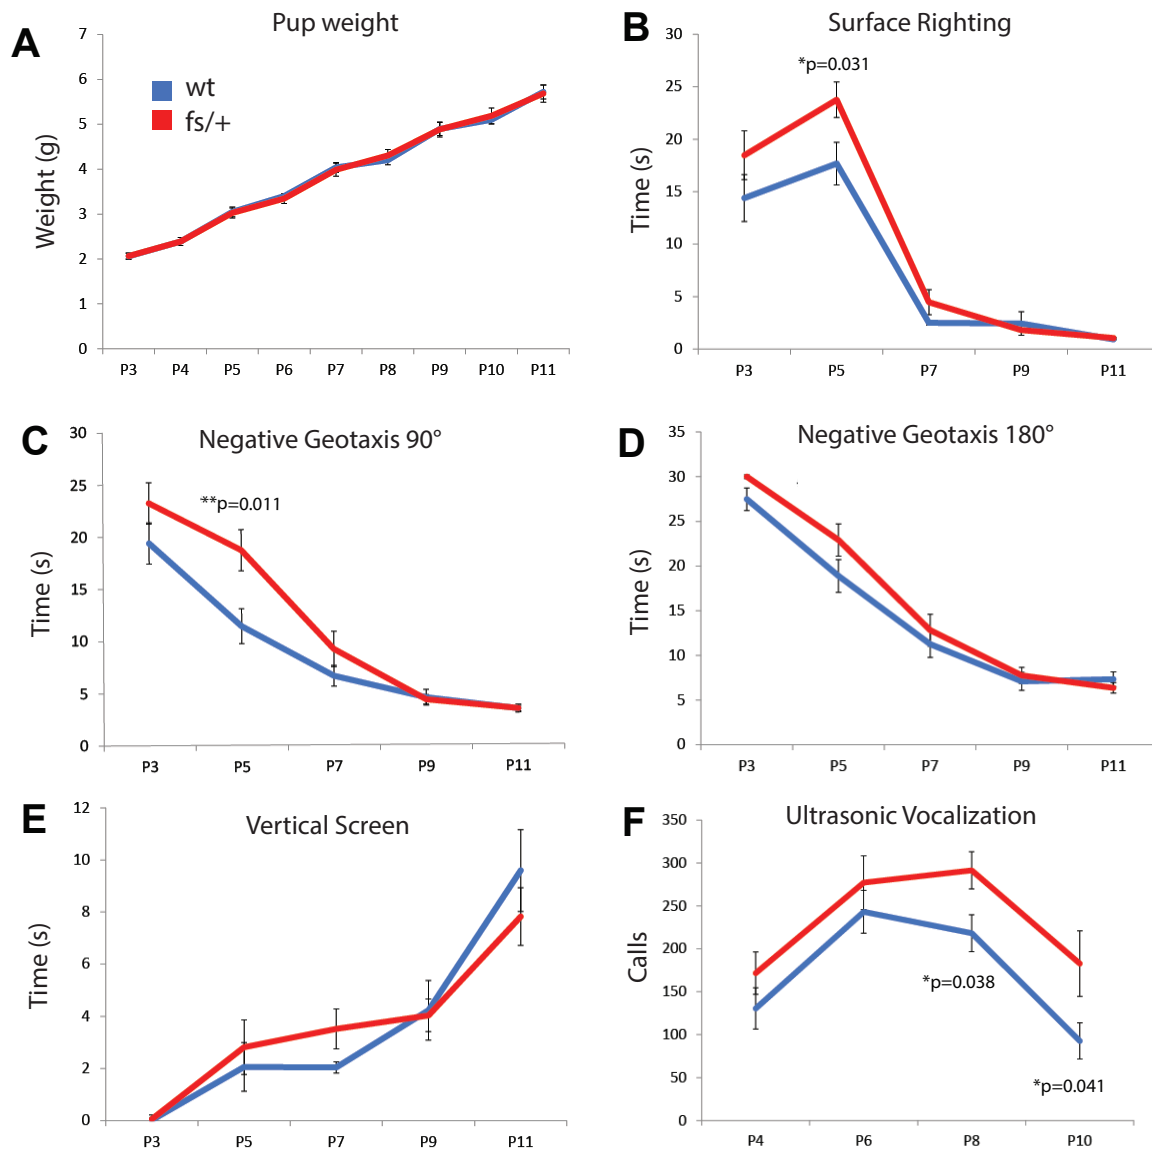 A
Pup weight
7
6
5
4
3
2
1
0
Weight (g)
wt
fs/+
P3 P4 P5 P6 P7 P8 P9 P10 P11
B
Surface Righting
30
25
20
15
10
5
0
Time (s)
*p=0.031
P3 P5 P7 P9 P11
C
Negative Geotaxis 90°
30
25
20
15
10
5
0
Time (s)
**p=0.011
P3 P5 P7 P9 P11
D
Negative Geotaxis 180°
35
30
25
20
15
10
5
0
Time (s)
P3 P5 P7 P9 P11
E
Vertical Screen
12
10
8
6
4
2
0
Time (s)
P3 P5 P7 P9 P11
F
Ultrasonic Vocalization
350
300
250
200
150
100
50
0
Calls
*p=0.038
*p=0.041
P4 P6 P8 P10